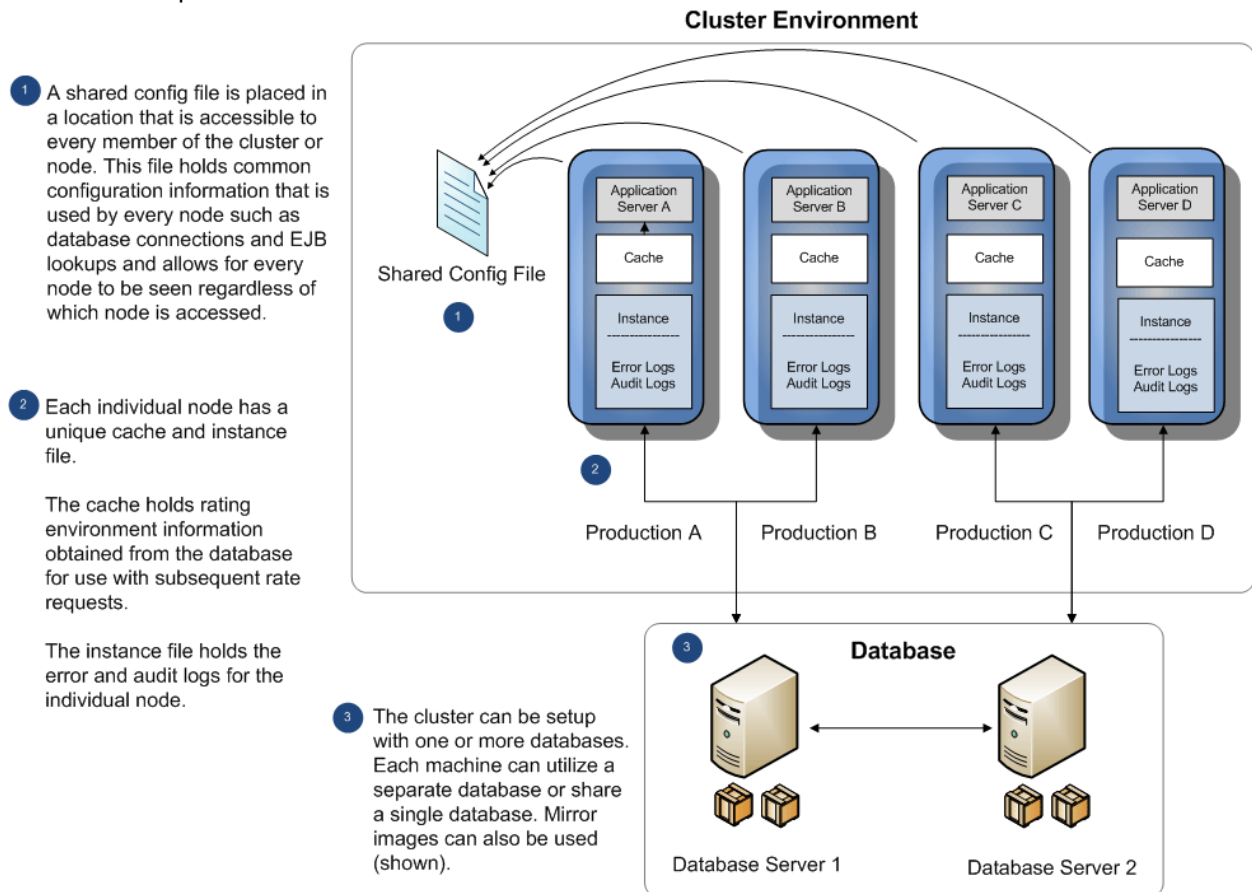 Cluster Environment
1
A shared config file is placed in
a location that is accessible to
every member of the cluster or
node. This file holds common
configuration information that is
used by every node such as
database connections and EJB
lookups and allows for every
node to be seen regardless of
which node is accessed.
2
Each individual node has a
unique cache and instance
file.
The cache holds rating
environment information
obtained from the database
for use with subsequent rate
requests.
The instance file holds the
error and audit logs for the
individual node.
Shared Config File
1
Application
Server A
Cache
Instance
-----------------
Error Logs
Audit Logs
Application
Server B
Cache
Instance
-----------------
Error Logs
Audit Logs
Application
Server C
Cache
Instance
-----------------
Error Logs
Audit Logs
Application
Server D
Cache
Instance
-----------------
Error Logs
Audit Logs
2
Production A
Production B
Production C
Production D
3
The cluster can be setup
with one or more databases.
Each machine can utilize a
separate database or share
a single database. Mirror
images can also be used
(shown).
3
Database
Database Server 1
Database Server 2